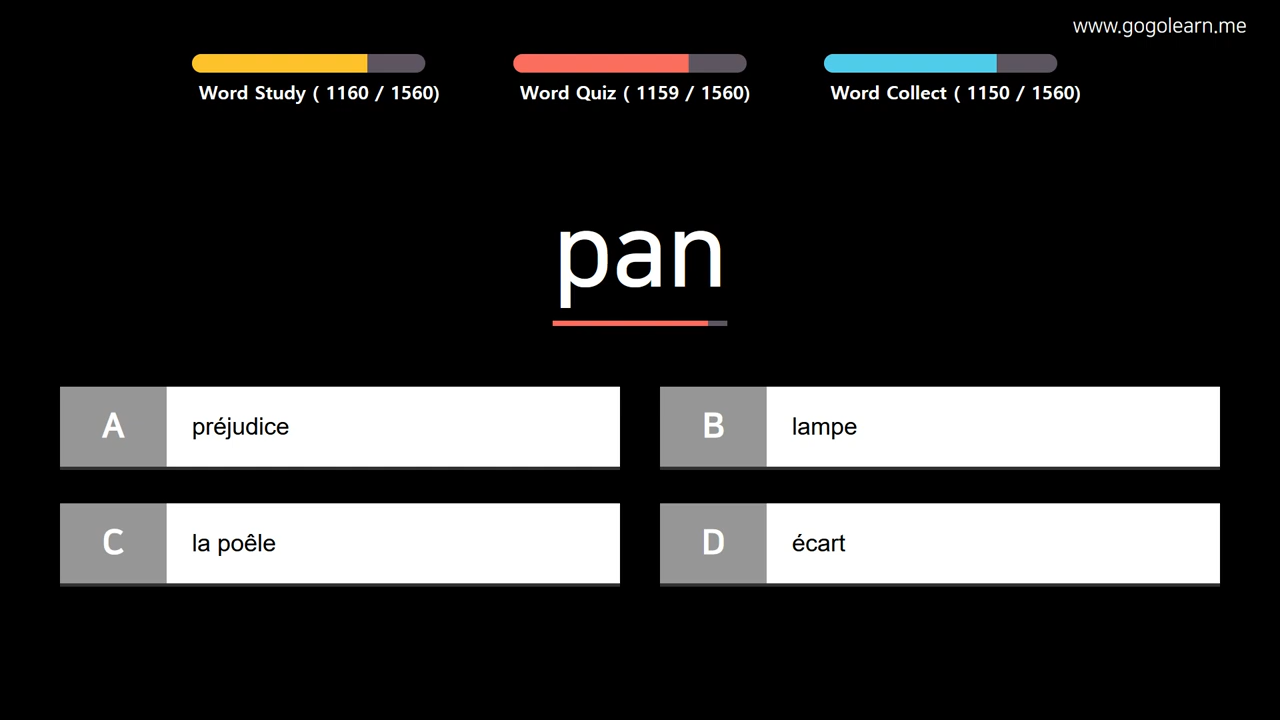 www.gogolearn.me
Word Study ( 1160 / 1560)
Word Quiz ( 1159 / 1560)
Word Collect ( 1150 / 1560)
pan
A préjudice
B lampe
C la poêle
D écart